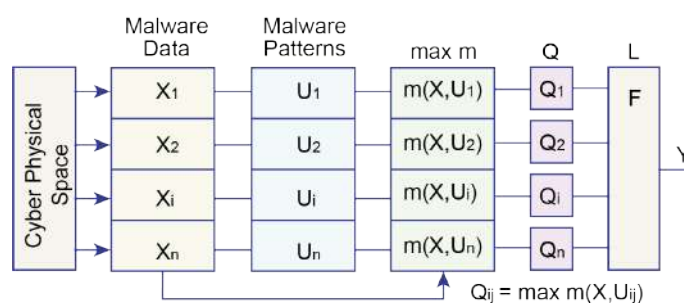 Malware Data
Malware Patterns
max m
Q
L
Cyber Physical Space
X1
U1
m(X,U1)
Q1
F
X2
U2
m(X,U2)
Q2
Y
Xi
Ui
m(X,Ui)
Qi
Xn
Un
m(X,Un)
Qn
Qij = max m(X,Uij)